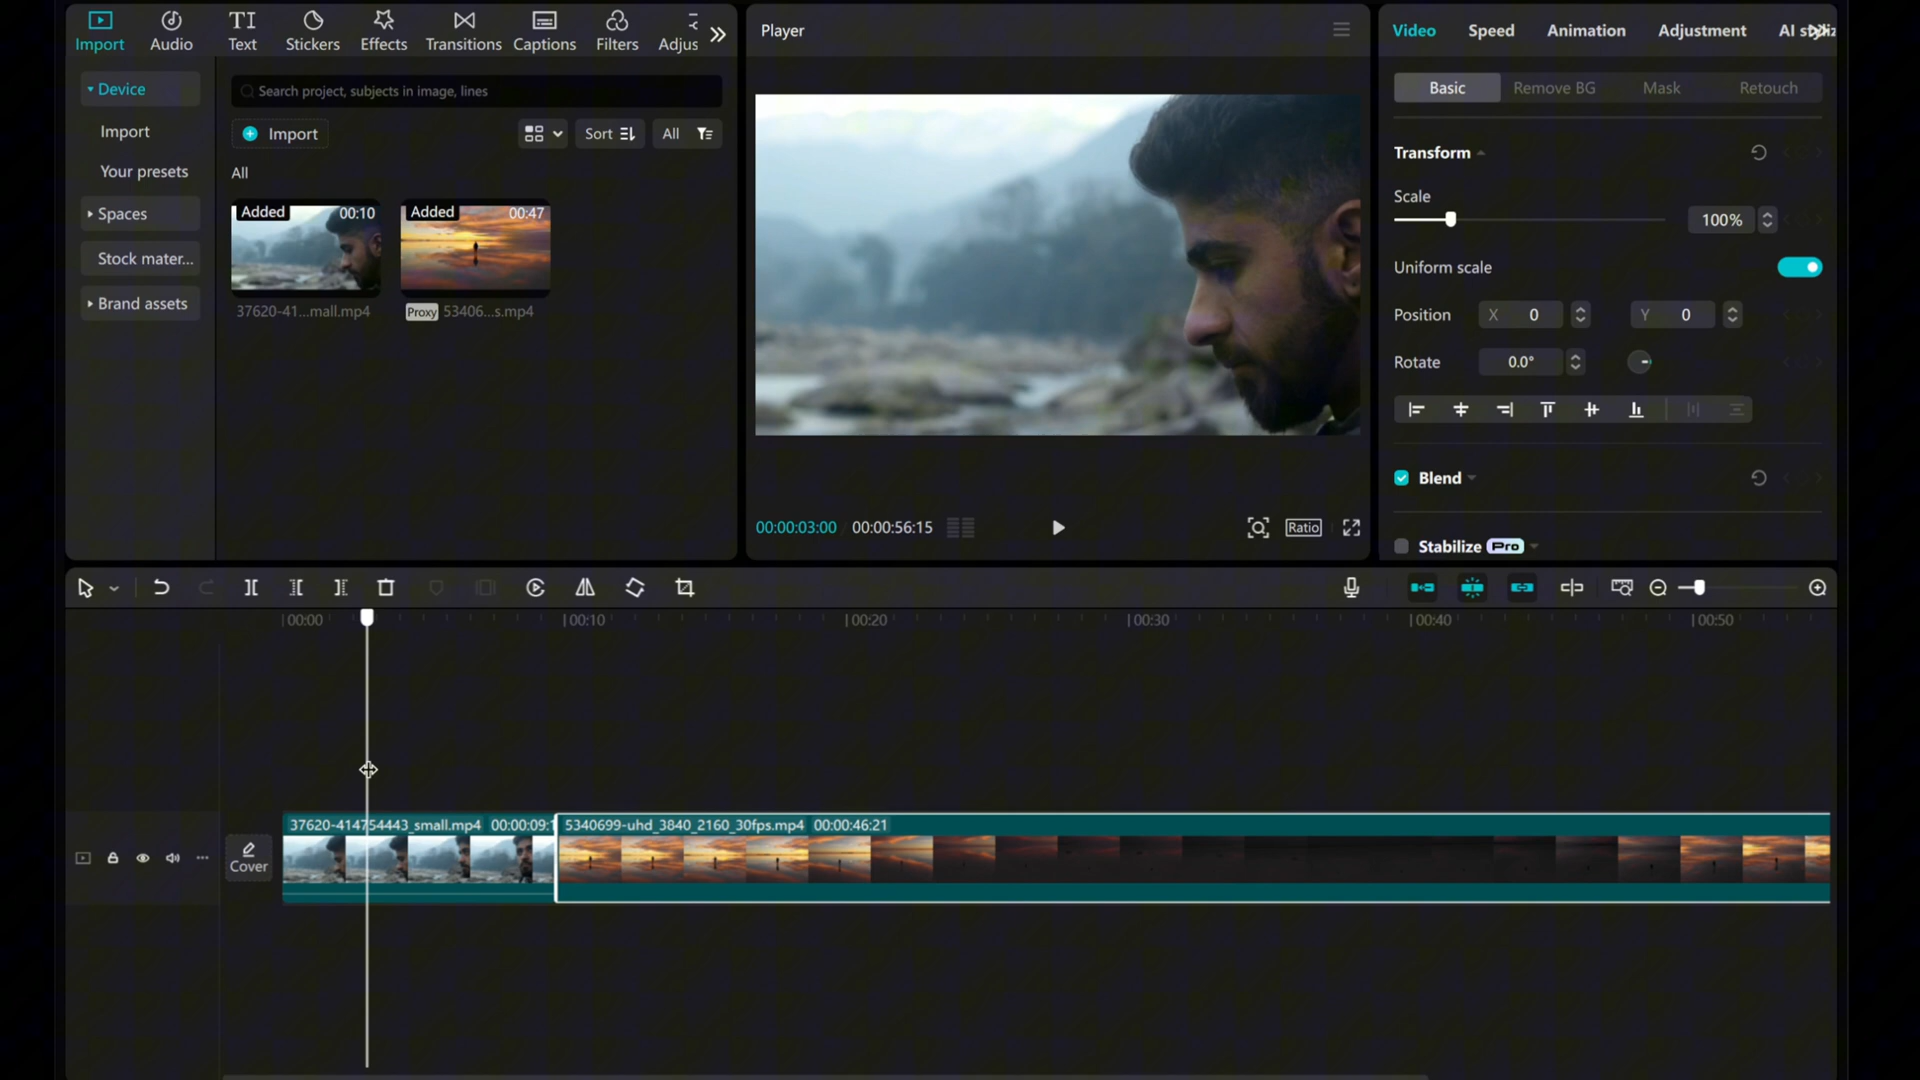 Import
Audio
TI
Text
Stickers
Effects
Transitions
Captions
Filters
Adjus
Device
Import
Your presets
Spaces
Stock mater...
Brand assets
Search project, subjects in image, lines
Import
Sort
All
All
Added 00:10
37620-41...mall.mp4
Added 00:47
Proxy 53406...s.mp4
Player
00:00:03:00 00:00:56:15
Ratio
Video
Speed
Animation
Adjustment
Basic
Remove BG
Mask
Retouch
Transform
Scale
100%
Uniform scale
Position X 0 Y 0
Rotate 0.0°
Blend
Stabilize Pro
00:00 00:10 00:20 00:30 00:40 00:50
Cover
37620-414754443_small.mp4 00:00:09:1
5340699-uhd_3840_2160_30fps.mp4 00:00:46:21